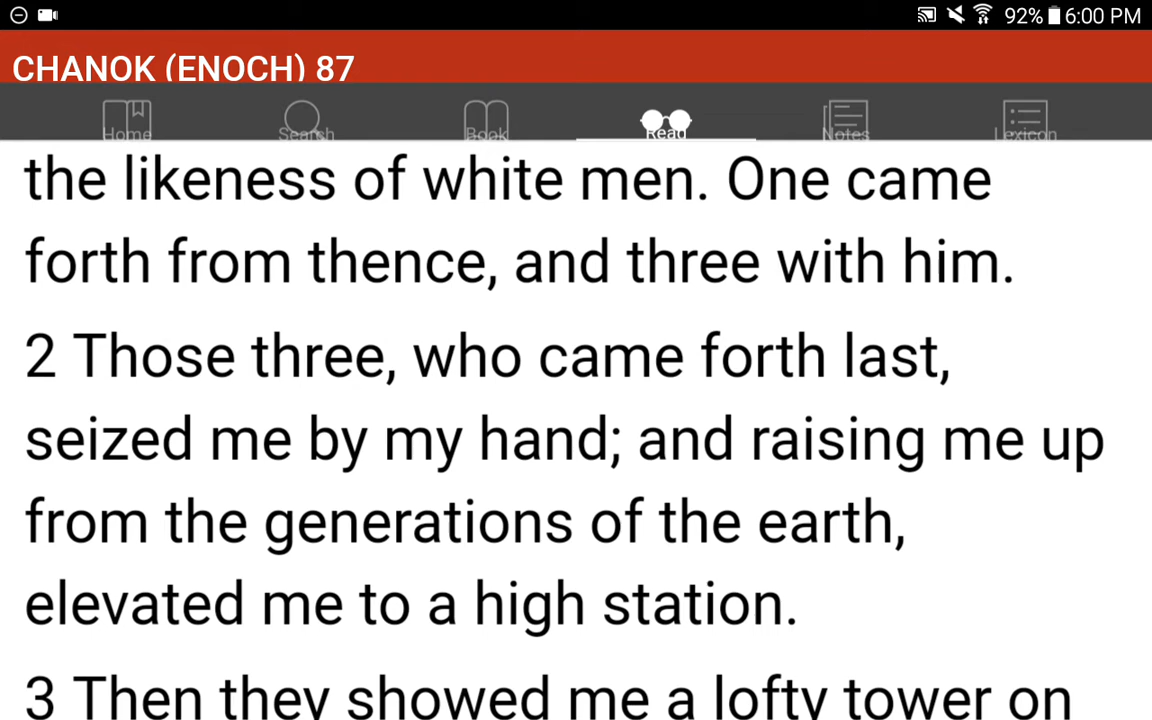 92% 6:00 PM
CHANOK (ENOCH) 87
Home Search Book Read Notes Lexicon
the likeness of white men. One came
forth from thence, and three with him.
2 Those three, who came forth last,
seized me by my hand; and raising me up
from the generations of the earth,
elevated me to a high station.
3 Then they showed me a lofty tower on